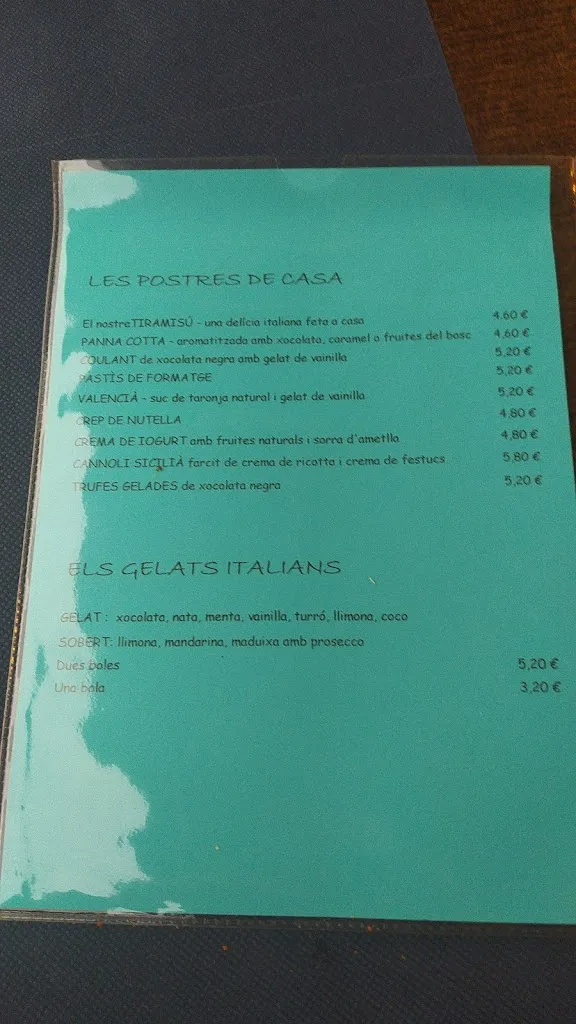 LES POSTRES DE CASA
El nostreTIRAMISÚ - una delícia italiana feta a casa 4,60 €
PANNA COTTA - aromatitzada amb xocolata, caramel o fruites del bosc 4,60 €
COULANT de xocolata negra amb gelat de vainilla 5,20 €
PASTÍS DE FORMATGE 5,20 €
VALENCIÀ - suc de taronja natural i gelat de vainilla 5,20 €
CREP DE NUTELLA 4,80 €
CREMA DE IOGURT amb fruites naturals i sorra d'ametlla 4,80 €
CANNOLI SICILIÀ farcit de crema de ricotta i crema de festucs 5,80 €
TRUFES GELADES de xocolata negra 5,20 €
ELS GELATS ITALIANS
GELAT : xocolata, nata, menta, vainilla, turró, llimona, coco
SOBERT: llimona, mandarina, maduixa amb prosecco
Dues boles 5,20 €
Una bola 3,20 €